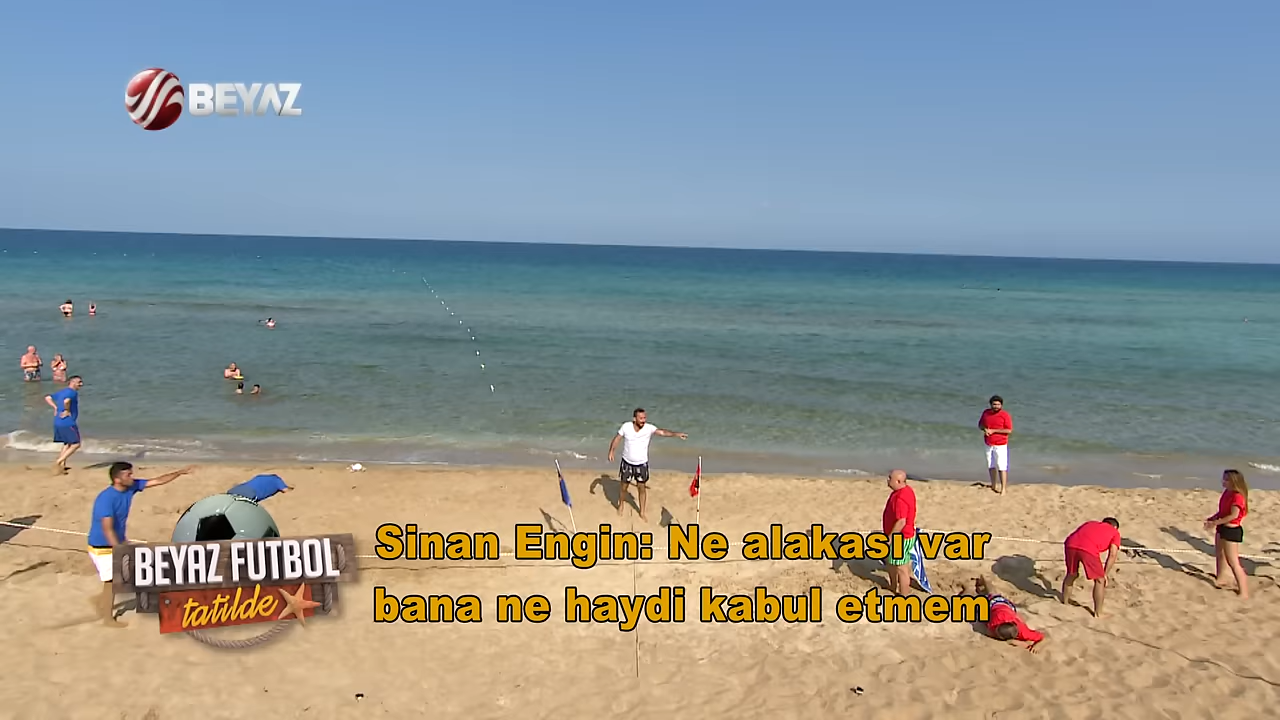 BEYAZ
Sinan Engin: Ne alakası var
bana ne haydi kabul etmem
BEYAZ FUTBOL
tatilde